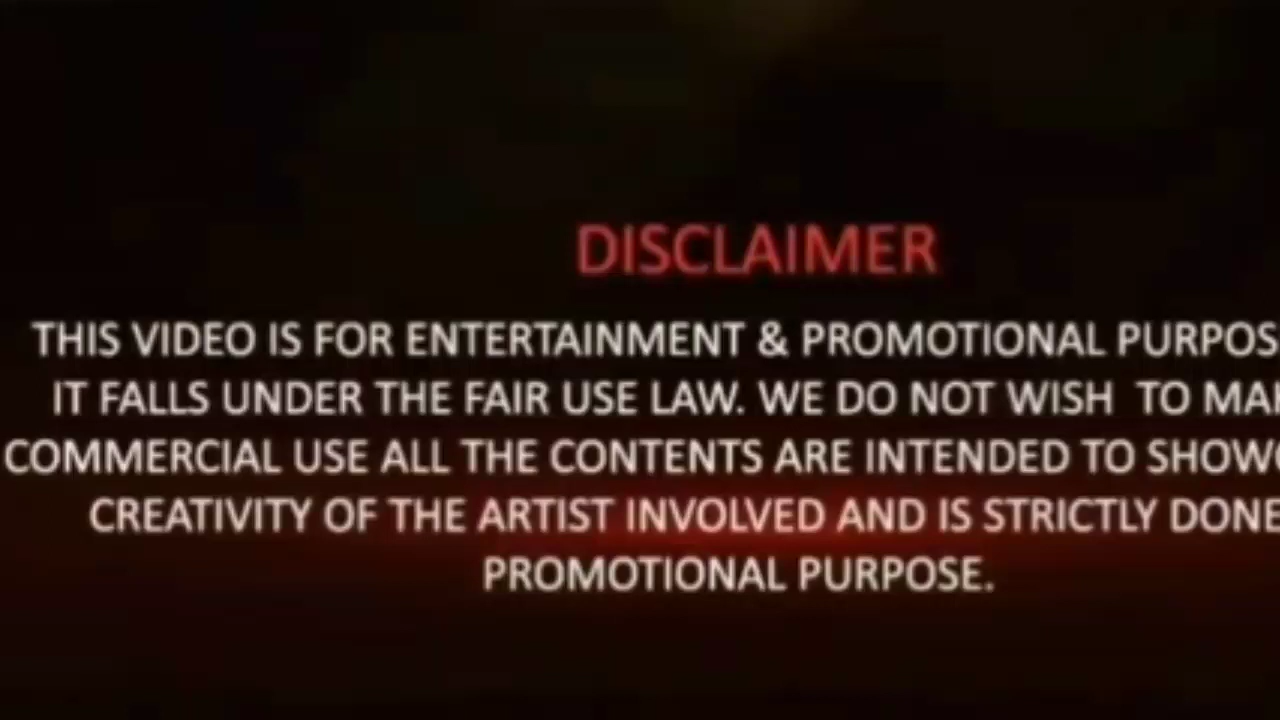 DISCLAIMER
THIS VIDEO IS FOR ENTERTAINMENT & PROMOTIONAL PURPOS
IT FALLS UNDER THE FAIR USE LAW. WE DO NOT WISH TO MA
COMMERCIAL USE ALL THE CONTENTS ARE INTENDED TO SHOW
CREATIVITY OF THE ARTIST INVOLVED AND IS STRICTLY DONE
PROMOTIONAL PURPOSE.